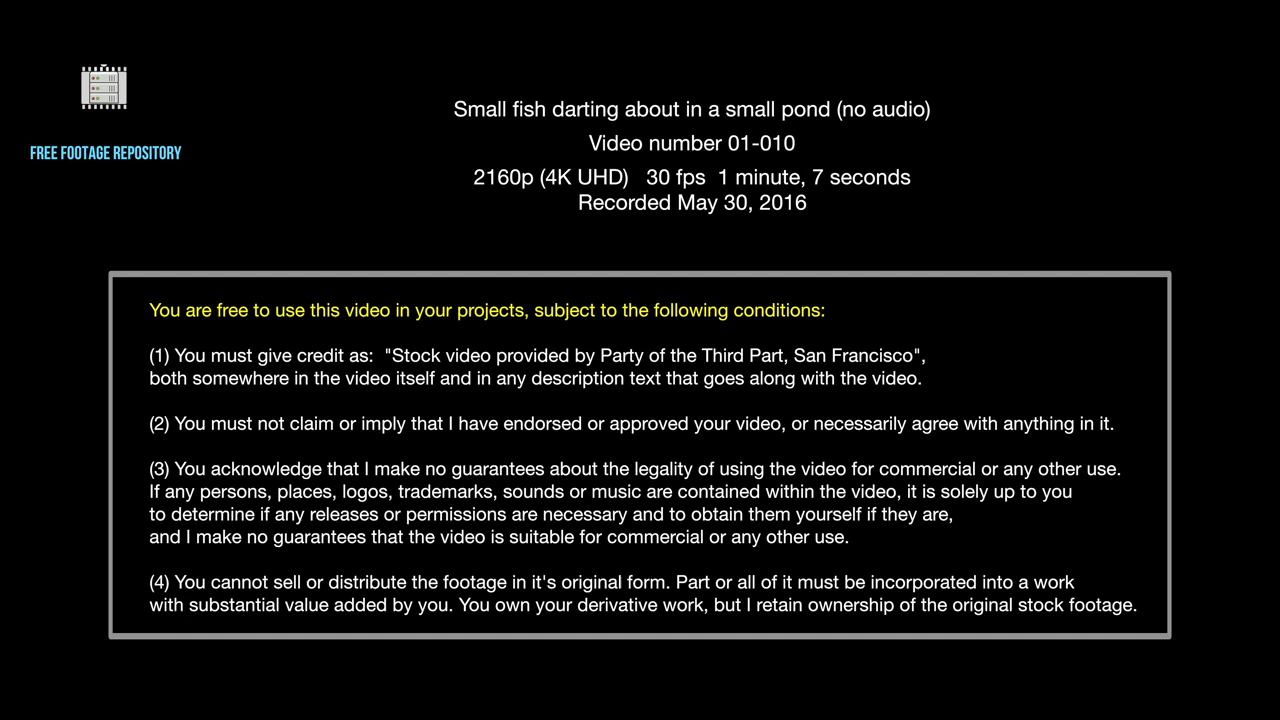 FREE FOOTAGE REPOSITORY
Small fish darting about in a small pond (no audio)
Video number 01-010
2160p (4K UHD) 30 fps 1 minute, 7 seconds
Recorded May 30, 2016
You are free to use this video in your projects, subject to the following conditions:
(1) You must give credit as: "Stock video provided by Party of the Third Part, San Francisco",
both somewhere in the video itself and in any description text that goes along with the video.
(2) You must not claim or imply that I have endorsed or approved your video, or necessarily agree with anything in it.
(3) You acknowledge that I make no guarantees about the legality of using the video for commercial or any other use.
If any persons, places, logos, trademarks, sounds or music are contained within the video, it is solely up to you
to determine if any releases or permissions are necessary and to obtain them yourself if they are,
and I make no guarantees that the video is suitable for commercial or any other use.
(4) You cannot sell or distribute the footage in it's original form. Part or all of it must be incorporated into a work
with substantial value added by you. You own your derivative work, but I retain ownership of the original stock footage.